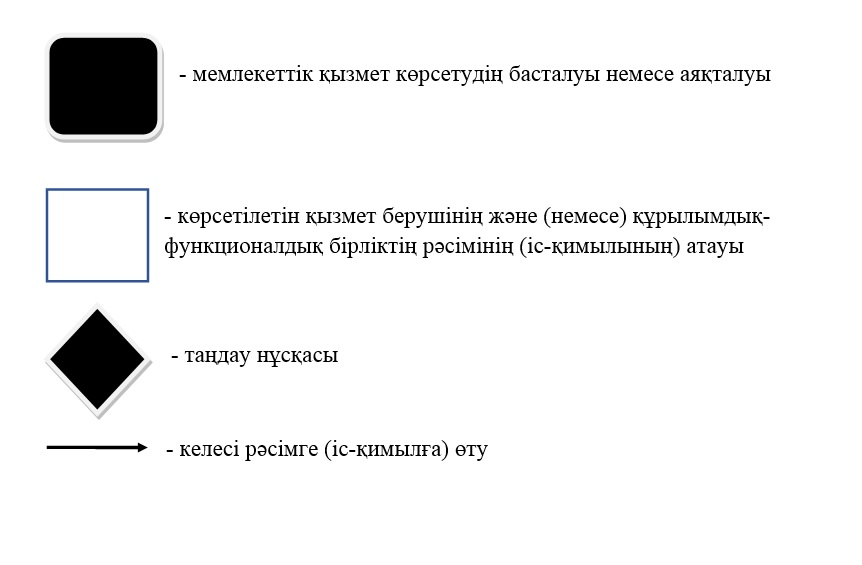 - мемлекеттік қызмет көрсетудің басталуы немесе аяқталуы
- көрсетілетін қызмет берушінің және (немесе) құрылымдық-
функционалдық бірліктің рәсімінің (іс-қимылының) атауы
- таңдау нұсқасы
- келесі рәсімге (іс-қимылға) өту